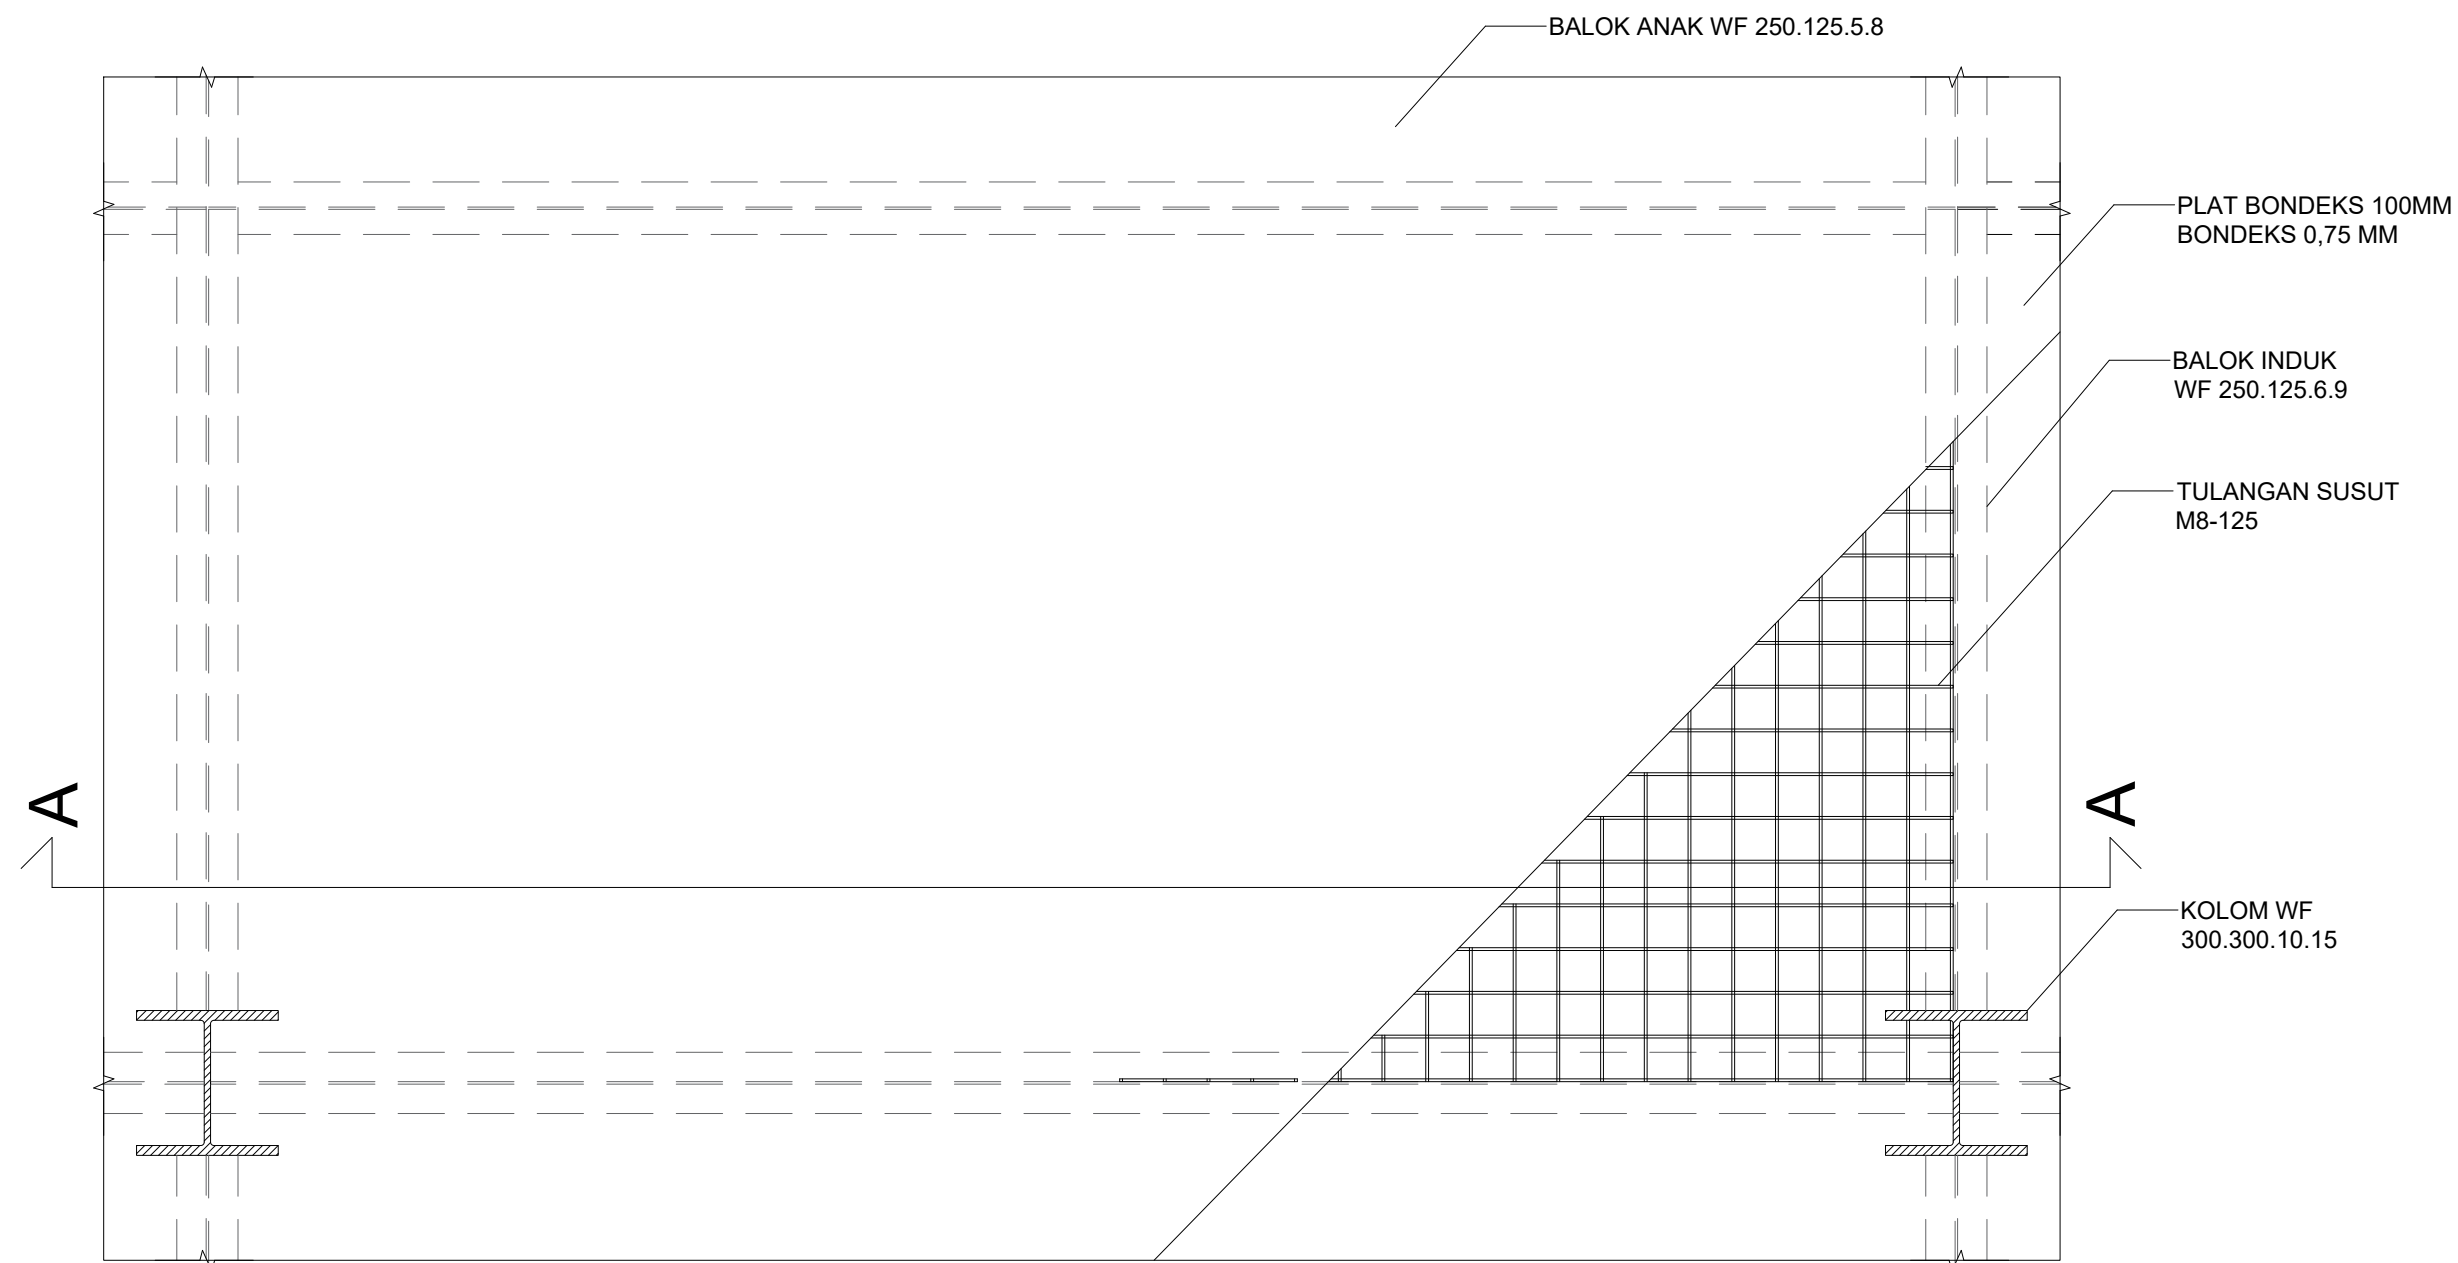 BALOK ANAK WF 250.125.5.8
PLAT BONDEKS 100MM
BONDEKS 0,75 MM
BALOK INDUK
WF 250.125.6.9
TULANGAN SUSUT
M8-125
A
A
KOLOM WF
300.300.10.15